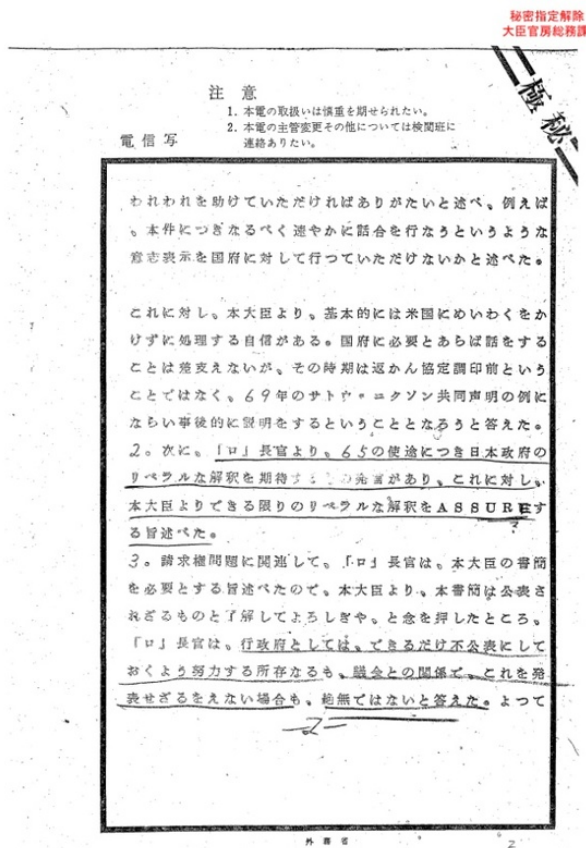 秘密指定解除
大臣官房総務課
極秘
注意
1. 本電の取扱いは慎重を期せられたい。
2. 本電の主管変更その他については検閲班に
連絡ありたい。
電信写
われわれを助けていただければありがたいと述べ、例えば
、本件につきなるべく速やかに話合を行なうというような
意志表示を国府に対して行つていただけないかと述べた。
これに対し、本大臣より、基本的には米国にめいわくをか
けずに処理する自信がある。国府に必要とあらば話をする
ことは差支えないが、その時期は返かん協定調印前という
ことではなく、69年のサトウ・ニクソン共同声明の例に
ならい事後的に説明をするということとなろうと答えた。
2。次に、「ロ」長官より、65の使途につき日本政府の
リベラルな解釈を期待するとの発言があり、これに対し、
本大臣よりできる限りのリベラルな解釈をASSUREす
る旨述べた。
3。請求権問題に関連して、「ロ」長官は、本大臣の書簡
を必要とする旨述べたので、本大臣より、本書簡は公表さ
れざるものと了解してよろしきや、と念を押したところ、
「ロ」長官は、行政府としては、できるだけ不公表にして
おくよう努力する所存なるも、議会との関係で、これを発
表せざるをえない場合も、絶無ではないと答えた。よつて
-2-
外務省
2